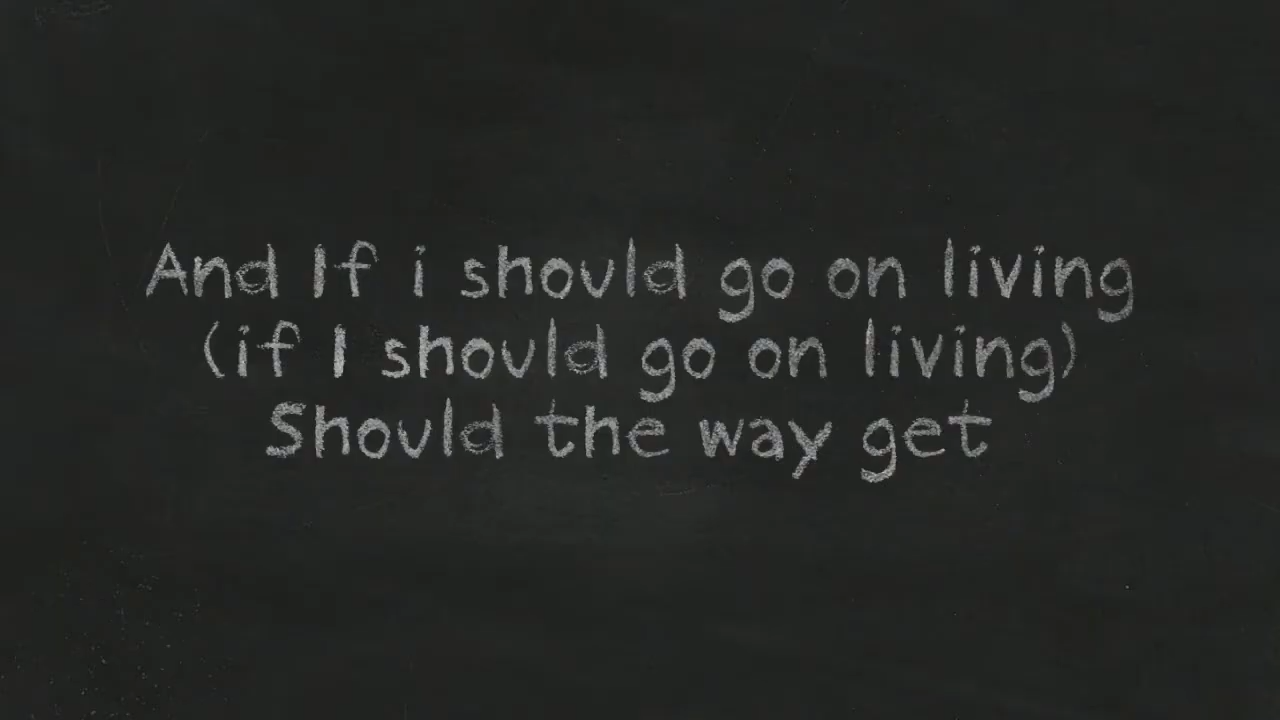 And If i should go on living
(if I should go on living)
Should the way get